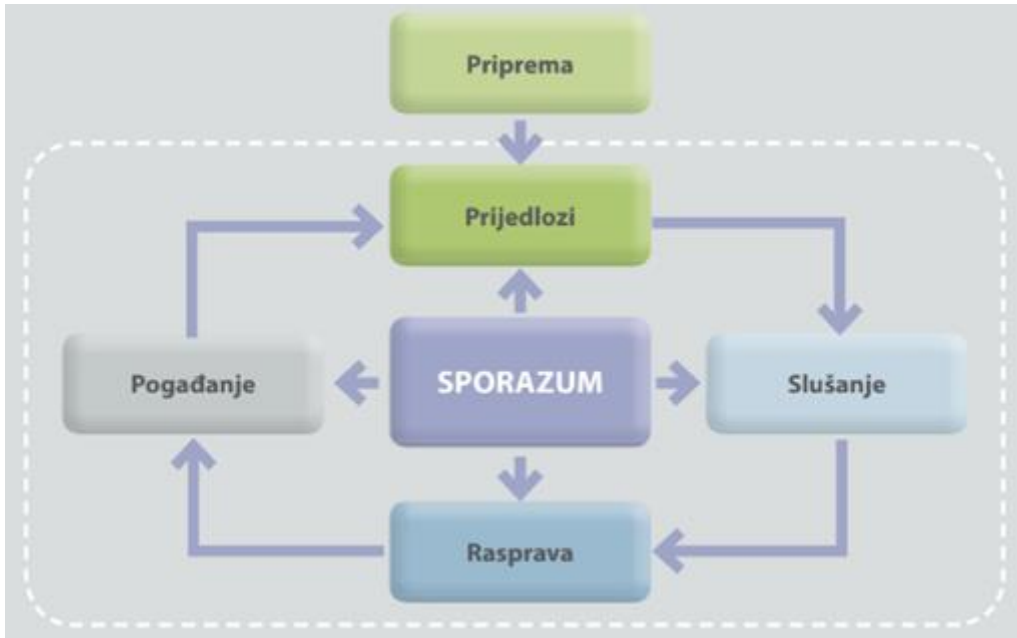 Priprema
Prijedlozi
Pogađanje
SPORAZUM
Slušanje
Rasprava